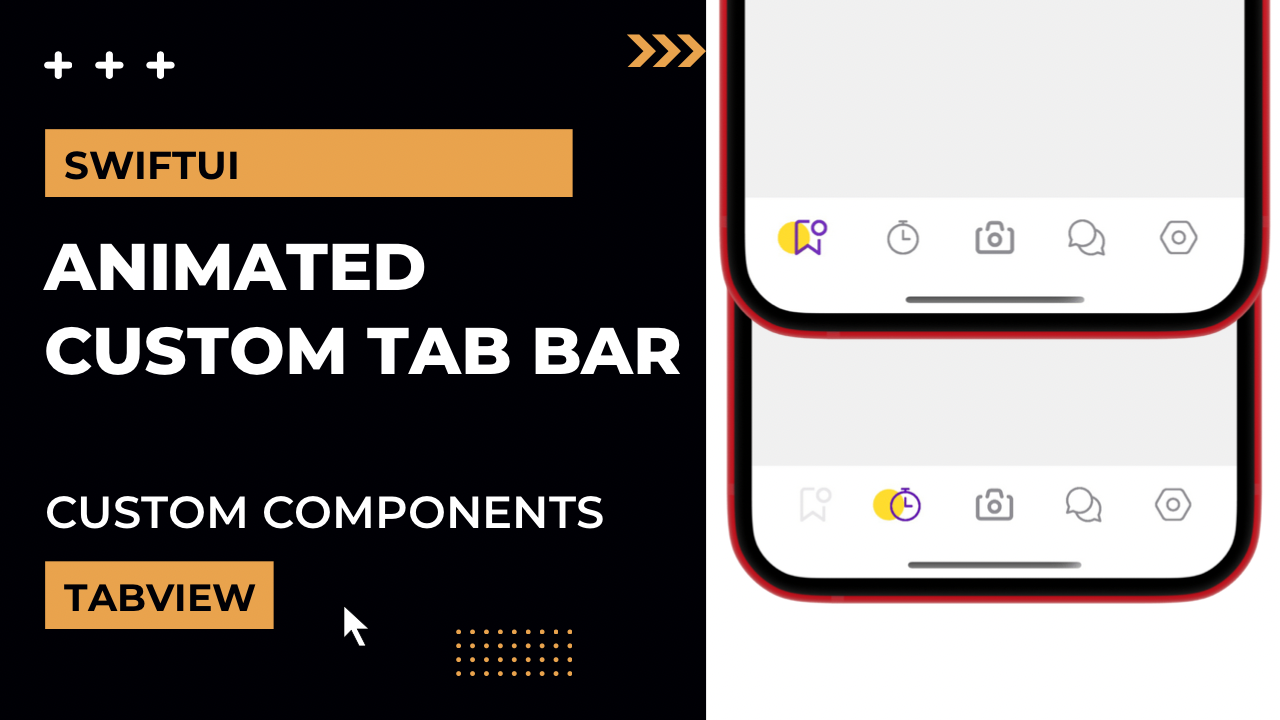 SWIFTUI
ANIMATED
CUSTOM TAB BAR
CUSTOM COMPONENTS
TABVIEW